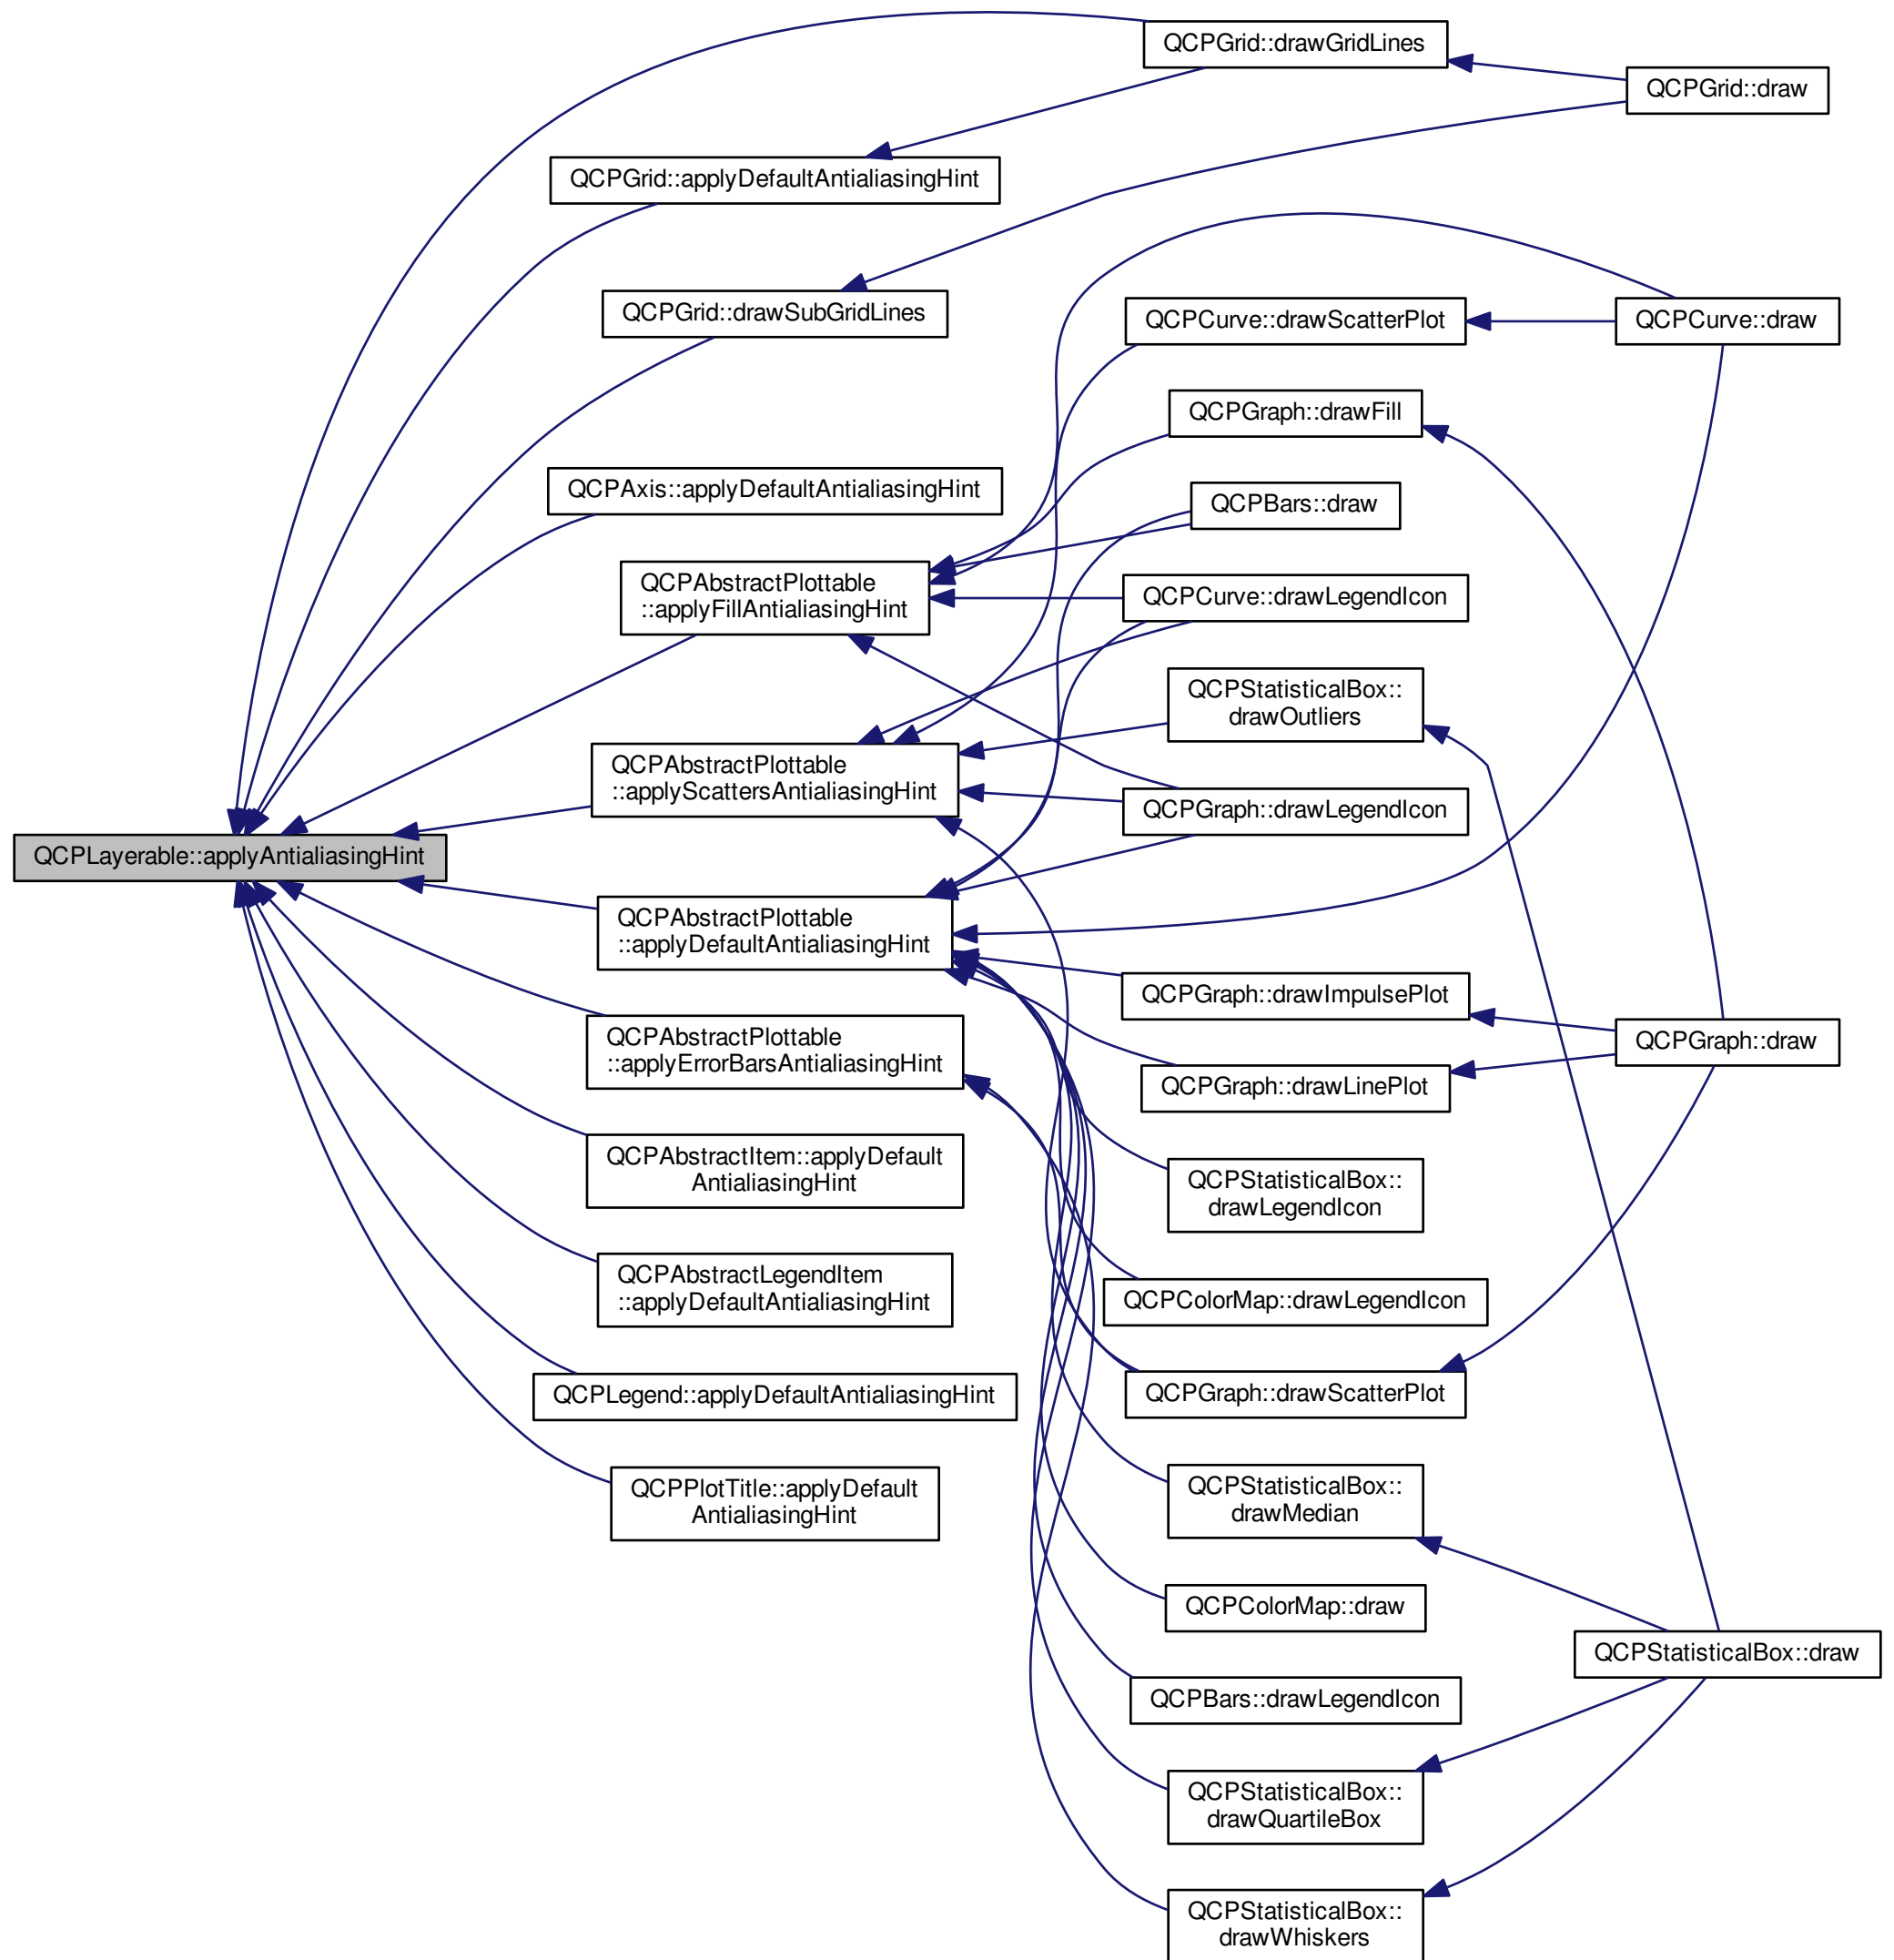 QCPLayerable::applyAntialiasingHint
QCPGrid::applyDefaultAntialiasingHint
QCPGrid::drawSubGridLines
QCPAxis::applyDefaultAntialiasingHint
QCPAbstractPlottable
::applyFillAntialiasingHint
QCPAbstractPlottable
::applyScattersAntialiasingHint
QCPAbstractPlottable
::applyDefaultAntialiasingHint
QCPAbstractPlottable
::applyErrorBarsAntialiasingHint
QCPAbstractItem::applyDefault
AntialiasingHint
QCPAbstractLegendItem
::applyDefaultAntialiasingHint
QCPLegend::applyDefaultAntialiasingHint
QCPPlotTitle::applyDefault
AntialiasingHint
QCPGrid::drawGridLines
QCPCurve::drawScatterPlot
QCPGraph::drawFill
QCPBars::draw
QCPCurve::drawLegendIcon
QCPStatisticalBox::
drawOutliers
QCPGraph::drawLegendIcon
QCPGraph::drawImpulsePlot
QCPGraph::drawLinePlot
QCPStatisticalBox::
drawLegendIcon
QCPColorMap::drawLegendIcon
QCPGraph::drawScatterPlot
QCPStatisticalBox::
drawMedian
QCPColorMap::draw
QCPBars::drawLegendIcon
QCPStatisticalBox::
drawQuartileBox
QCPStatisticalBox::
drawWhiskers
QCPGrid::draw
QCPCurve::draw
QCPGraph::draw
QCPStatisticalBox::draw